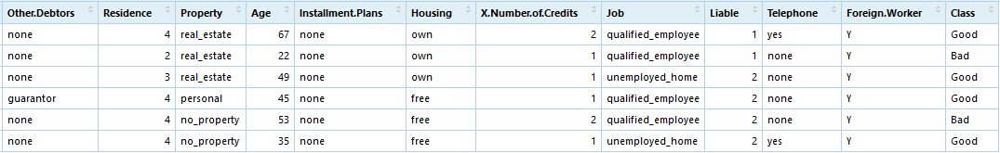 Other.Debtors Residence Property Age Installment.Plans Housing X.Number.of.Credits Job Liable Telephone Foreign.Worker Class
none 4 real_estate 67 none own 2 qualified_employee 1 yes Y Good
none 2 real_estate 22 none own 1 qualified_employee 1 none Y Bad
none 3 real_estate 49 none own 1 unemployed_home 2 none Y Good
guarantor 4 personal 45 none free 1 qualified_employee 2 none Y Good
none 4 no_property 53 none free 2 qualified_employee 2 none Y Bad
none 4 no_property 35 none free 1 unemployed_home 2 yes Y Good